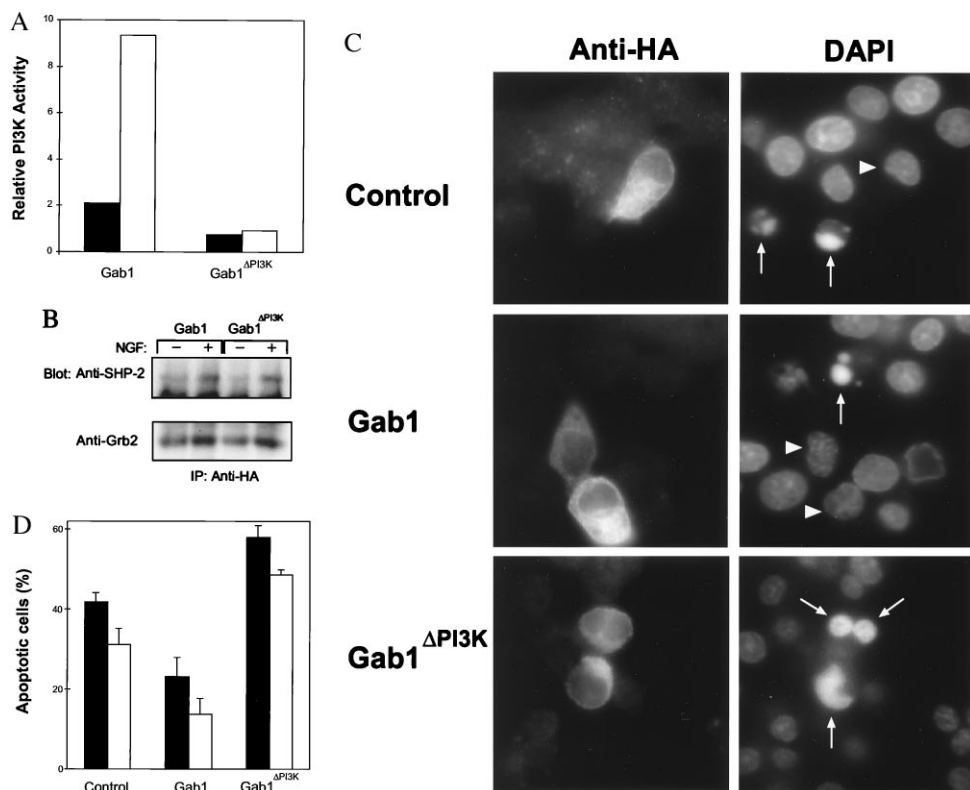 A
Relative PI3K Activity
10
8
6
4
2
0
Gab1
Gab1ΔPI3K
B
Gab1
Gab1ΔPI3K
NGF: − + − +
Blot: Anti-SHP-2
Anti-Grb2
IP: Anti-HA
D
Apoptotic cells (%)
60
40
20
0
Control
Gab1
Gab1ΔPI3K
C
Anti-HA
DAPI
Control
Gab1
Gab1ΔPI3K